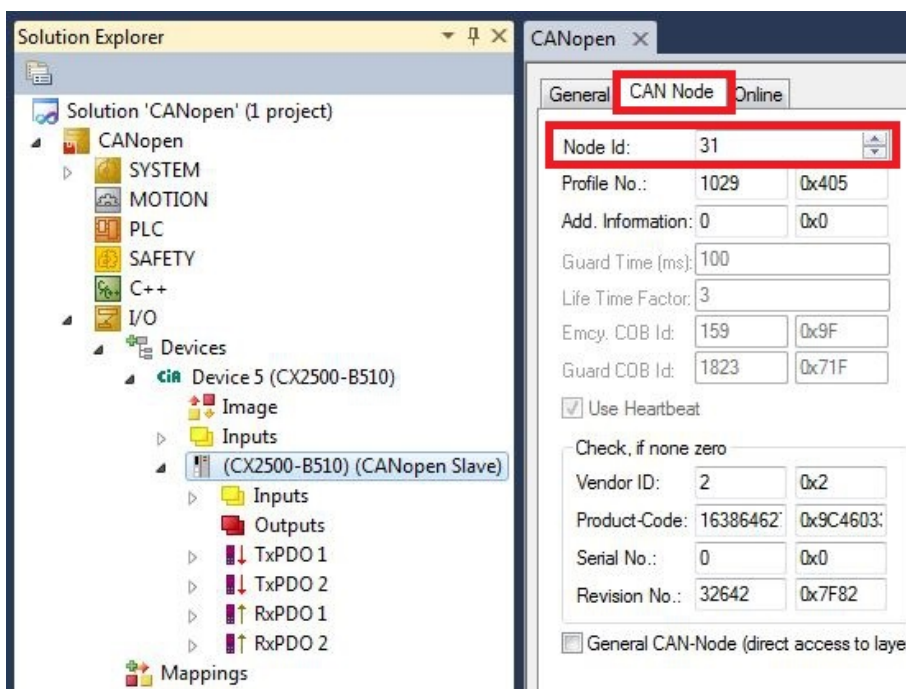 Solution Explorer
Solution 'CANopen' (1 project)
CANopen
SYSTEM
MOTION
PLC
SAFETY
C++
I/O
Devices
CiA Device 5 (CX2500-B510)
Image
Inputs
(CX2500-B510) (CANopen Slave)
Inputs
Outputs
TxPDO 1
TxPDO 2
RxPDO 1
RxPDO 2
Mappings
CANopen
General CAN Node Online
Node Id: 31
Profile No.: 1029 0x405
Add. Information: 0 0x0
Guard Time (ms): 100
Life Time Factor: 3
Emcy. COB Id: 159 0x9F
Guard COB Id: 1823 0x71F
Use Heartbeat
Check, if none zero
Vendor ID: 2 0x2
Product-Code: 16386462 0x9C4603
Serial No.: 0 0x0
Revision No.: 32642 0x7F82
General CAN-Node (direct access to laye